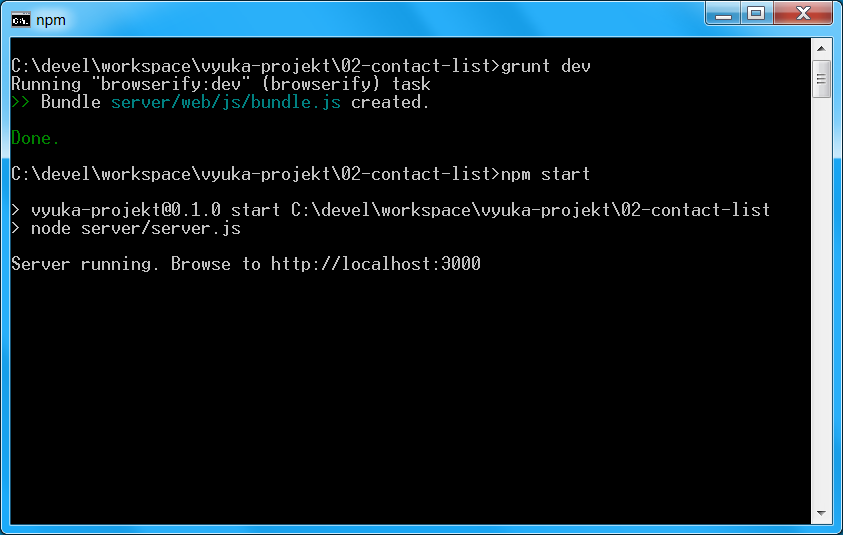 npm
C:\devel\workspace\vyuka-projekt\02-contact-list>grunt dev
Running "browserify:dev" (browserify) task
>> Bundle server/web/js/bundle.js created.
Done.
C:\devel\workspace\vyuka-projekt\02-contact-list>npm start
> vyuka-projekt@0.1.0 start C:\devel\workspace\vyuka-projekt\02-contact-list
> node server/server.js
Server running. Browse to http://localhost:3000